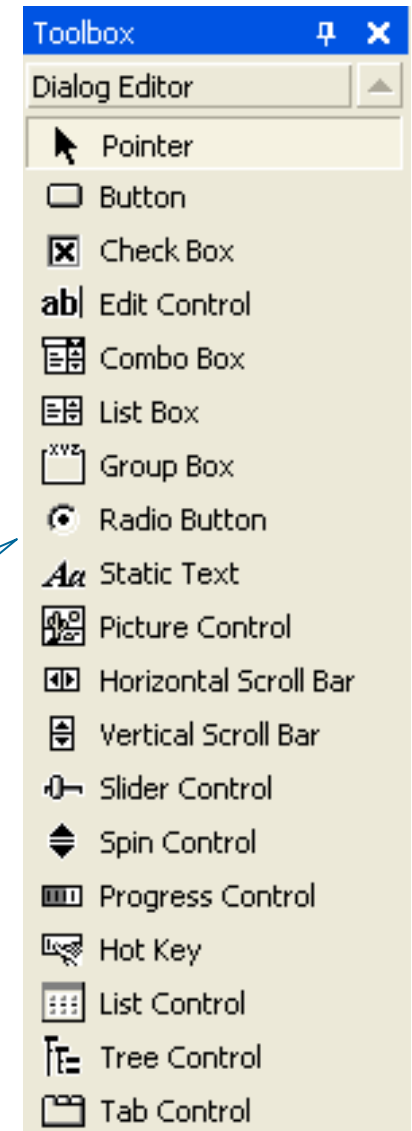 Toolbox
Dialog Editor
Pointer
Button
Check Box
ab Edit Control
Combo Box
List Box
xyz Group Box
Radio Button
Aa Static Text
Picture Control
Horizontal Scroll Bar
Vertical Scroll Bar
Slider Control
Spin Control
Progress Control
Hot Key
List Control
Tree Control
Tab Control